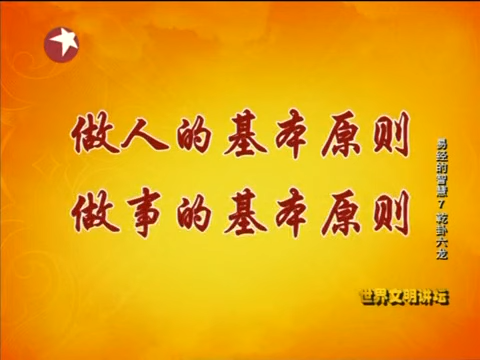 做人的基本原则
做事的基本原则
易经的智慧7 乾卦六龙
世界文明讲坛